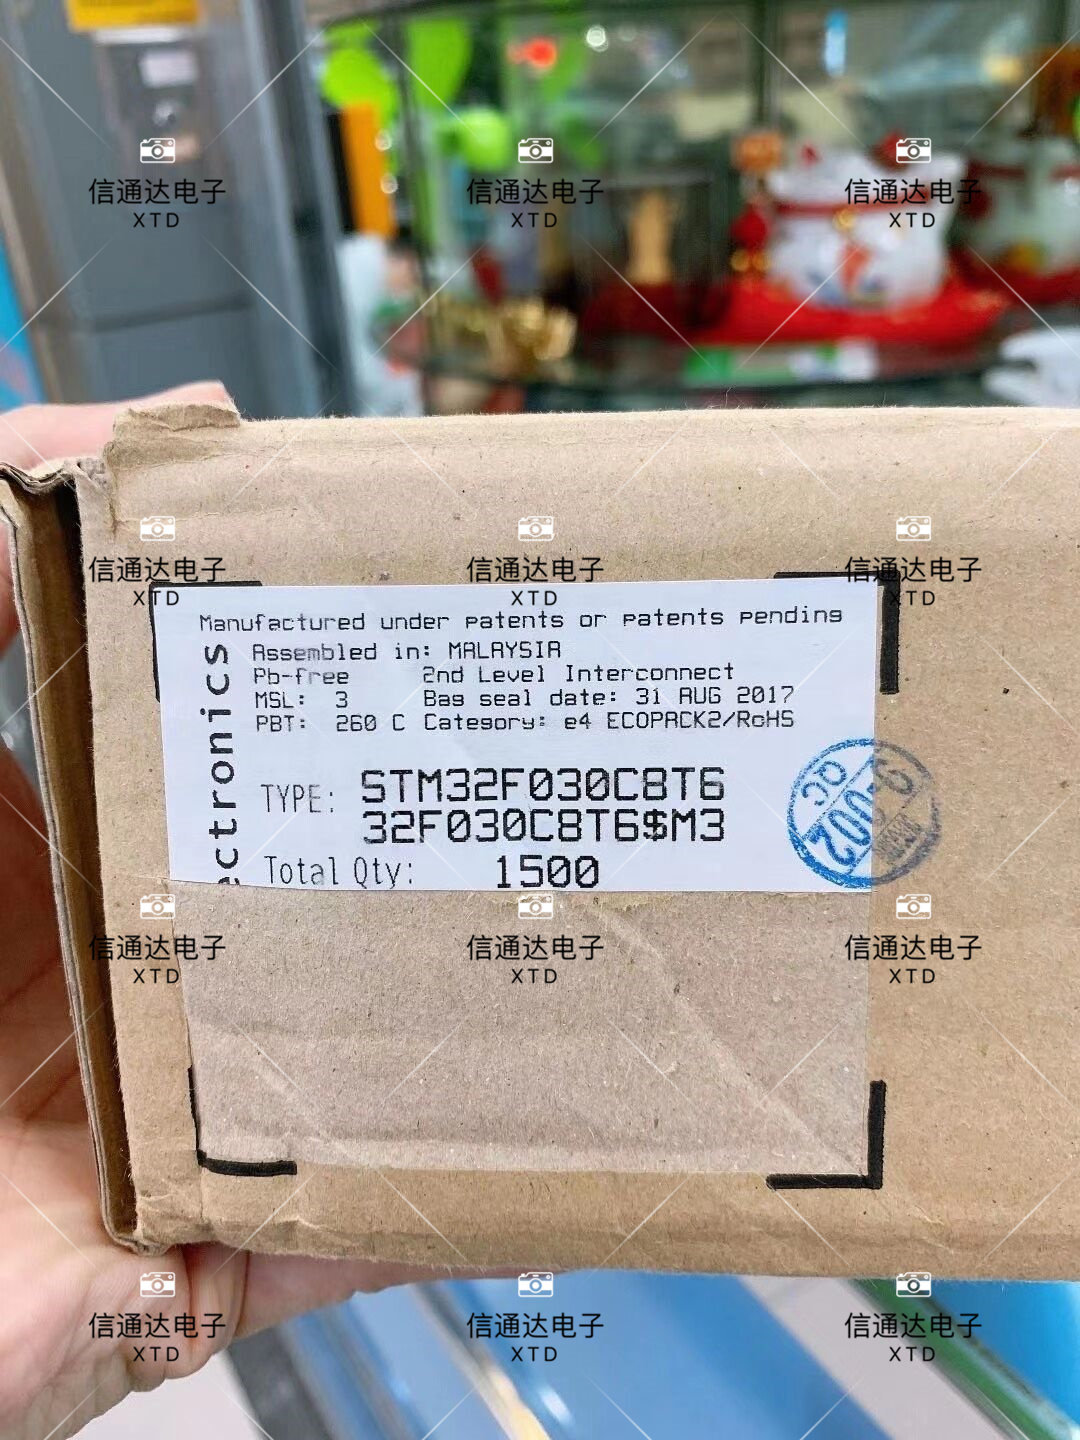 信通达电子
XTD
信通达电子
XTD
信通达电子
XTD
信通达电子
XTD
信通达电子
XTD
信通达电子
XTD
Manufactured under patents or patents pending
Assembled in: MALAYSIA
Pb-free 2nd Level Interconnect
MSL: 3 Bag seal date: 31 AUG 2017
PBT: 260 C Category: e4 ECOPACK2/RoHS
TYPE: STM32F030C8T6
32F030C8T6$M3
Total Qty: 1500
ectronics
QC
信通达电子
XTD
信通达电子
XTD
信通达电子
XTD
信通达电子
XTD
信通达电子
XTD
信通达电子
XTD